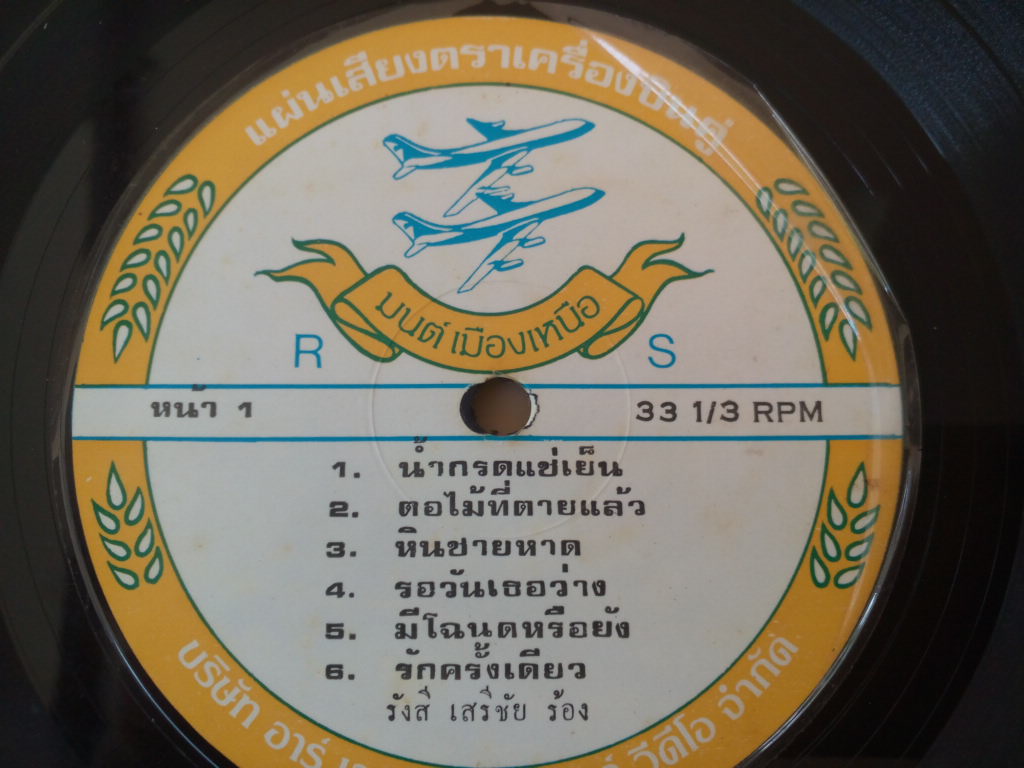 แผ่นเสียงตราเครื่องบินคู่
มนต์เมืองเหนือ
R S
หน้า 1 33 1/3 RPM
1. น้ำกรดแช่เย็น
2. ตอไม้ที่ตายแล้ว
3. หินชายหาด
4. รอวันเธอว่าง
5. มีโฉนดหรือยัง
6. รักครั้งเดียว
รังสี เสรีชัย ร้อง
บริษัท อาร์ วีดีโอ จำกัด